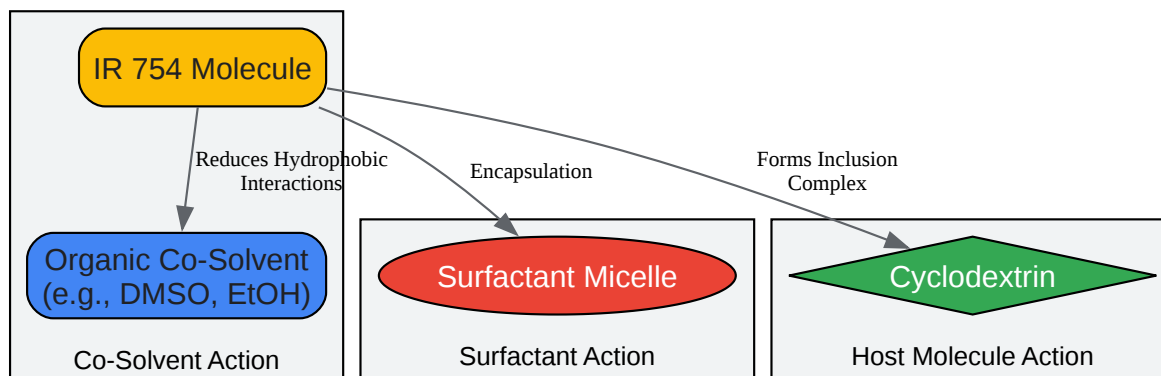 IR 754 Molecule
Reduces Hydrophobic
Interactions
Encapsulation
Forms Inclusion
Complex
Organic Co-Solvent
(e.g., DMSO, EtOH)
Surfactant Micelle
Cyclodextrin
Co-Solvent Action
Surfactant Action
Host Molecule Action